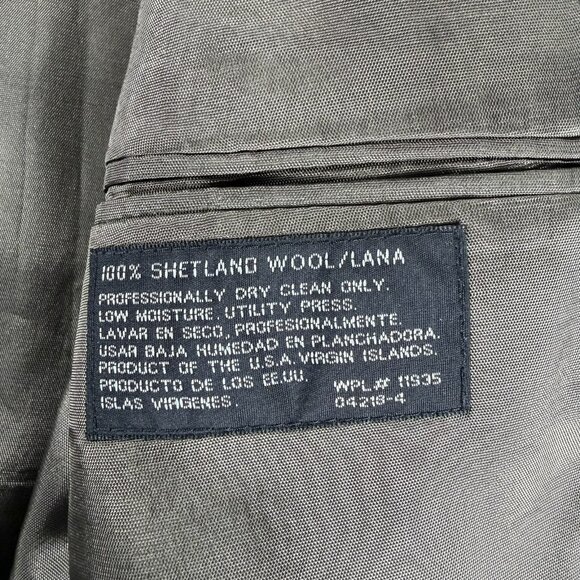 100% SHETLAND WOOL/LANA
PROFESSIONALLY DRY CLEAN ONLY.
LOW MOISTURE. UTILITY PRESS.
LAVAR EN SECO, PROFESIONALMENTE.
USAR BAJA HUMEDAD EN PLANCHADORA.
PRODUCT OF THE U.S.A. VIRGIN ISLANDS.
PRODUCTO DE LOS EE.UU.
ISLAS VIRGENES.
WPL# 11935
04218-4